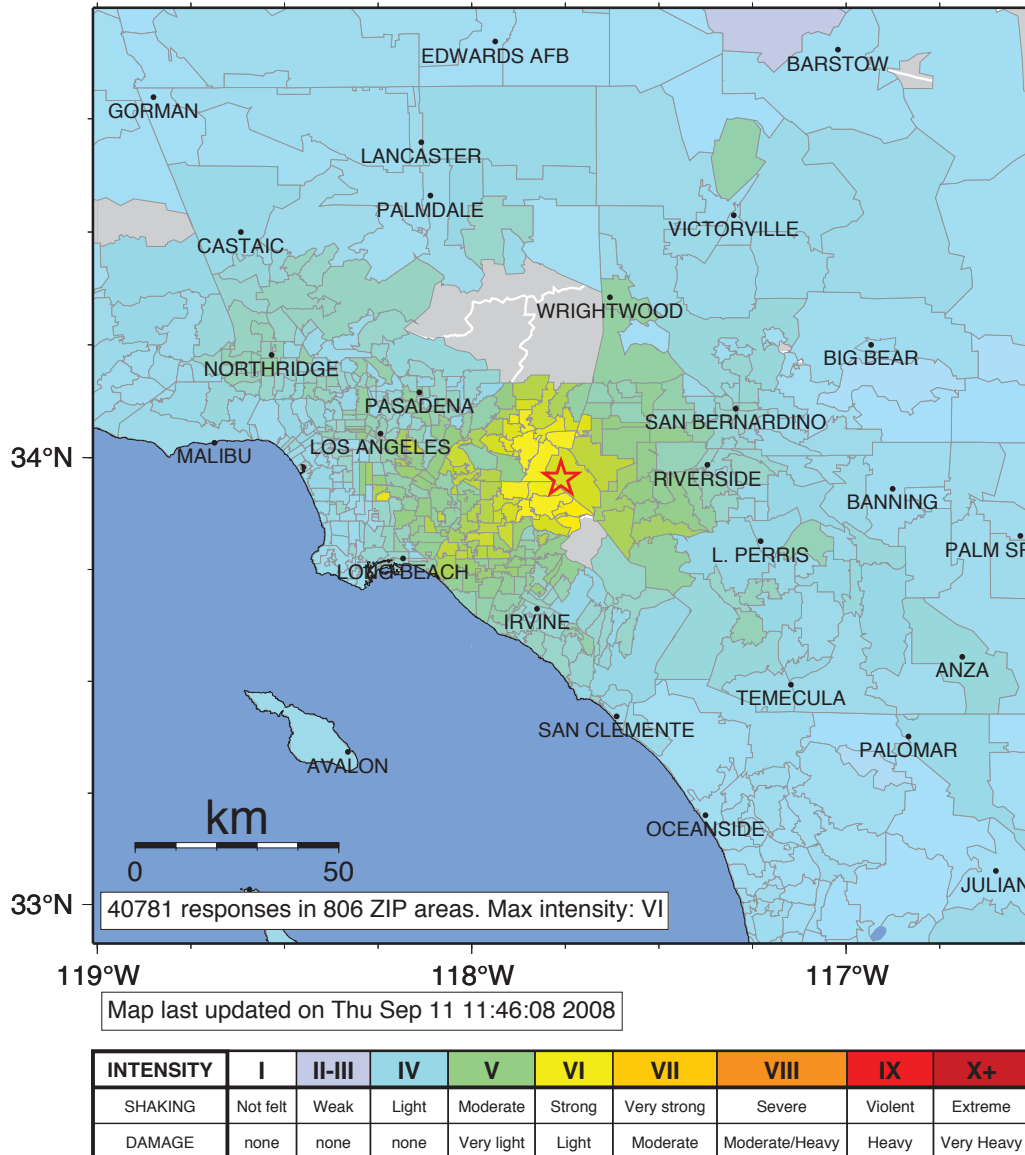 EDWARDS AFB
BARSTOW
GORMAN
LANCASTER
PALMDALE
VICTORVILLE
CASTAIC
WRIGHTWOOD
BIG BEAR
NORTHRIDGE
PASADENA
SAN BERNARDINO
LOS ANGELES
34°N
MALIBU
RIVERSIDE
BANNING
L. PERRIS
PALM SP
LONG BEACH
IRVINE
ANZA
TEMECULA
SAN CLEMENTE
PALOMAR
AVALON
km
OCEANSIDE
0 50
JULIAN
33°N
40781 responses in 806 ZIP areas. Max intensity: VI
119°W 118°W 117°W
Map last updated on Thu Sep 11 11:46:08 2008
INTENSITY I II-III IV V VI VII VIII IX X+
SHAKING Not felt Weak Light Moderate Strong Very strong Severe Violent Extreme
DAMAGE none none none Very light Light Moderate Moderate/Heavy Heavy Very Heavy